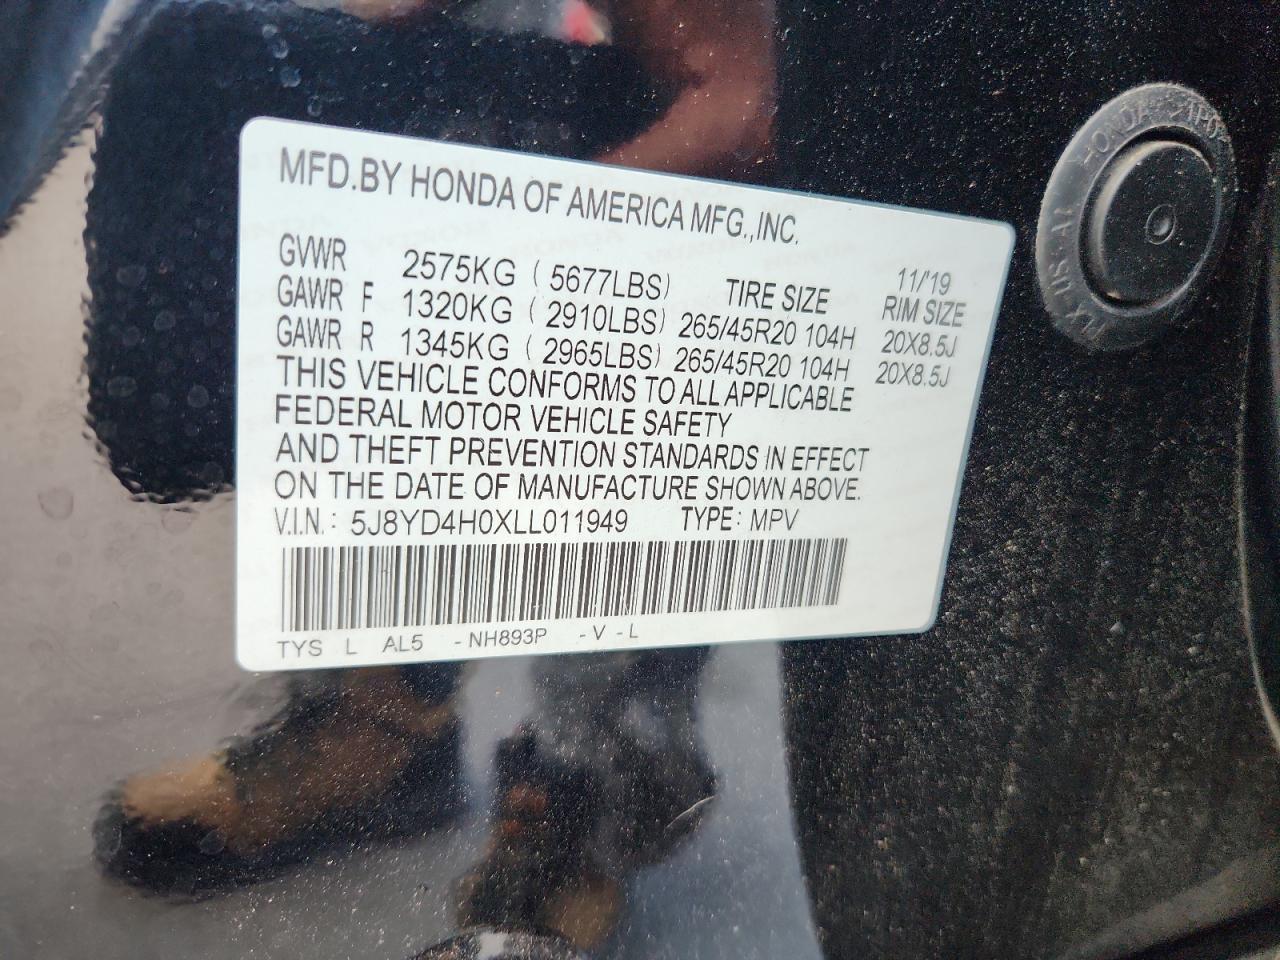 MFD.BY HONDA OF AMERICA MFG.,INC.
GVWR 2575KG ( 5677LBS) TIRE SIZE 11/'19 RIM SIZE
GAWR F 1320KG ( 2910LBS) 265/45R20 104H 20X8.5J
GAWR R 1345KG ( 2965LBS) 265/45R20 104H 20X8.5J
THIS VEHICLE CONFORMS TO ALL APPLICABLE
FEDERAL MOTOR VEHICLE SAFETY
AND THEFT PREVENTION STANDARDS IN EFFECT
ON THE DATE OF MANUFACTURE SHOWN ABOVE.
V.I.N.: 5J8YD4H0XLL011949 TYPE: MPV
TYS L AL5 -NH893P -V -L
HONDA